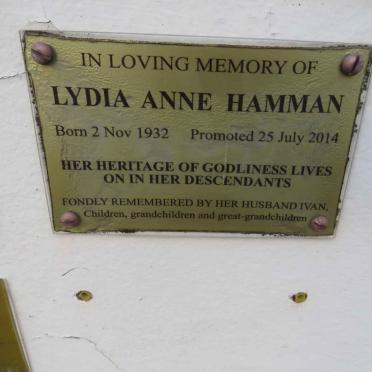 IN LOVING MEMORY OF
LYDIA ANNE HAMMAN
Born 2 Nov 1932 Promoted 25 July 2014
HER HERITAGE OF GODLINESS LIVES
ON IN HER DESCENDANTS
FONDLY REMEMBERED BY HER HUSBAND IVAN,
Children, grandchildren and great-grandchildren